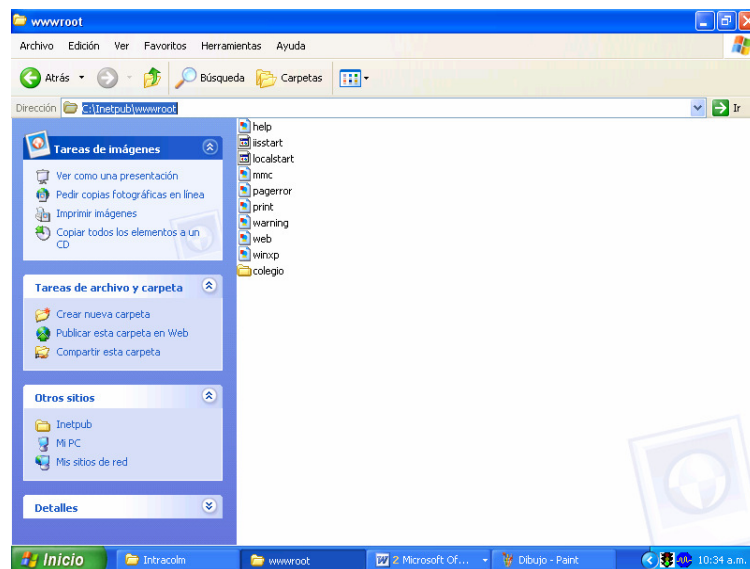 wwwroot
Archivo Edición Ver Favoritos Herramientas Ayuda
Atrás Búsqueda Carpetas
Dirección C:\Inetpub\wwwroot Ir
Tareas de imágenes
Ver como una presentación
Pedir copias fotográficas en línea
Imprimir imágenes
Copiar todos los elementos a un
CD
Tareas de archivo y carpeta
Crear nueva carpeta
Publicar esta carpeta en Web
Compartir esta carpeta
Otros sitios
Inetpub
Mi PC
Mis sitios de red
Detalles
help
iisstart
localstart
mmc
pagerror
print
warning
web
winxp
colegio
Inicio Intracolm wwwroot 2 Microsoft Of... Dibujo - Paint 10:34 a.m.